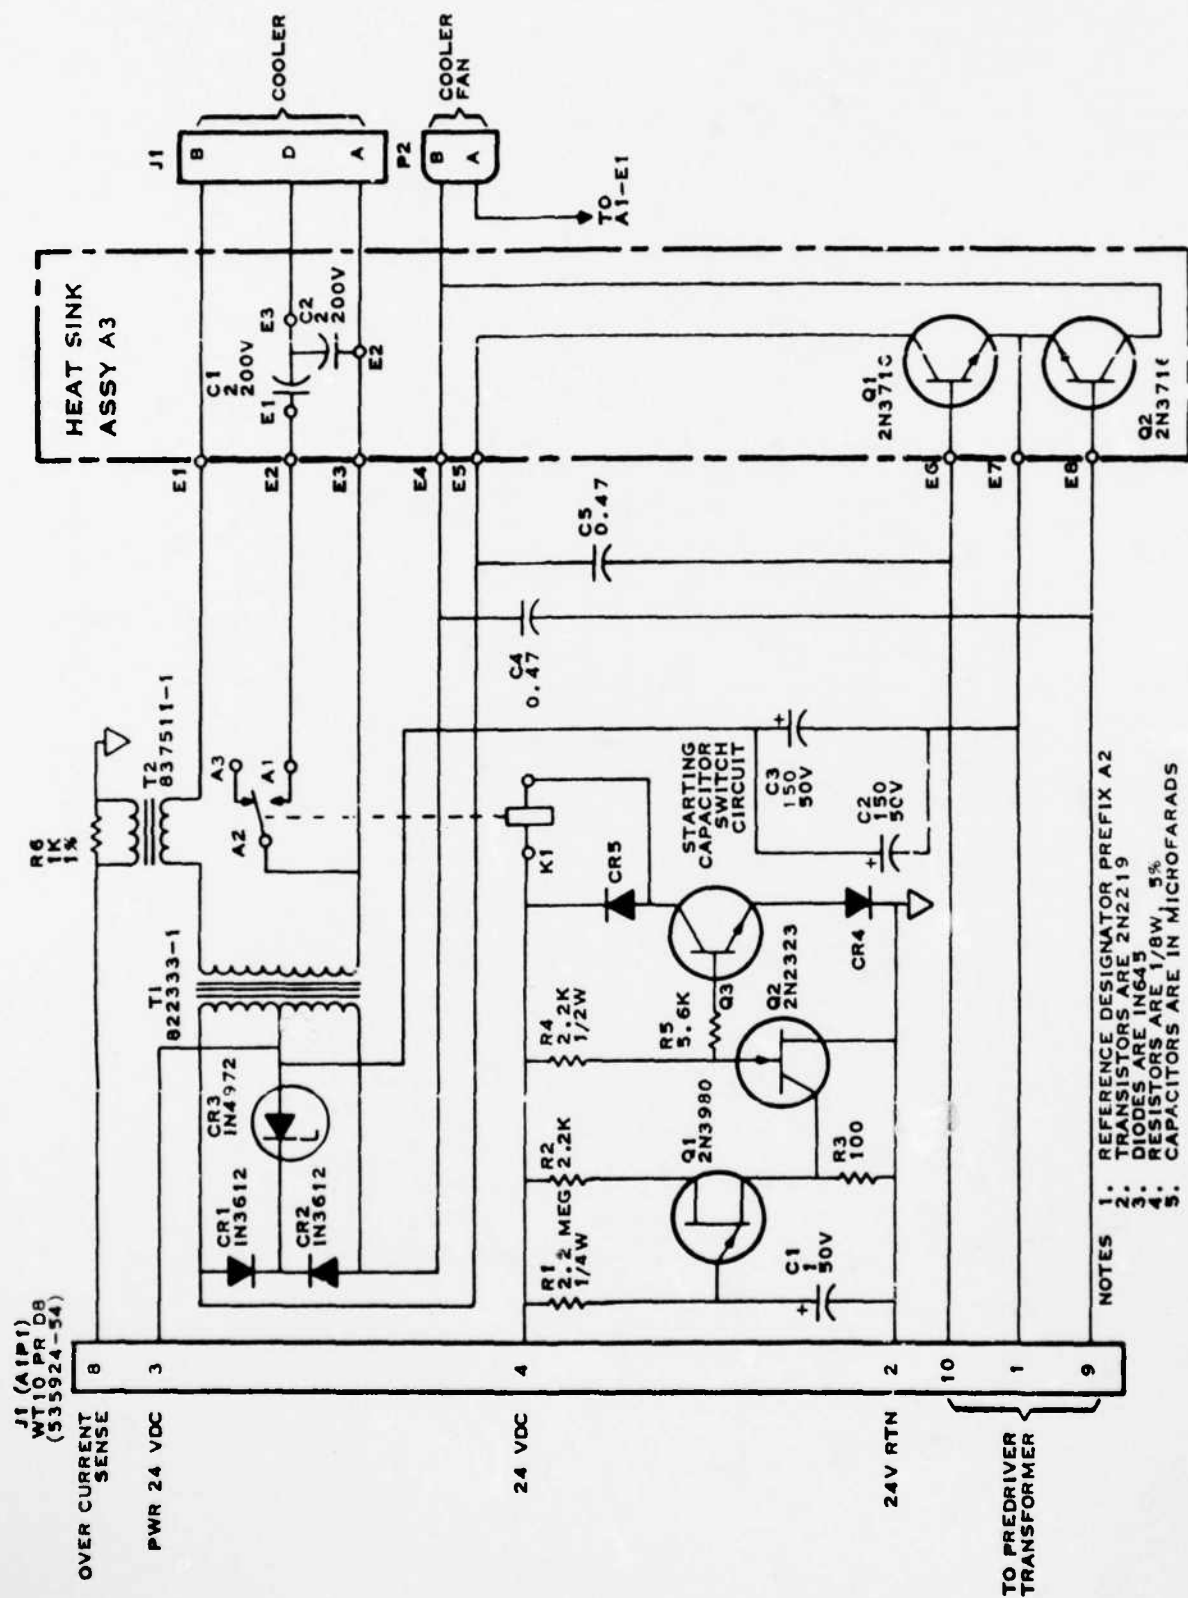 J1 (A1P1)
WT10 PR D8
(535924-54)
OVER CURRENT
SENSE
8
PWR 24 VDC
3
24 VDC
4
24V RTN
2
10
1
9
TO PREDRIVER
TRANSFORMER
R6
1K
1%
T2
837511-1
T1
822333-1
CR3
IN4972
L
CR1
IN3612
CR2
IN3612
A3
A1
A2
K1
R1
2.2 MEG
1/4W
R2
2.2K
R4
2.2K
1/2W
Q1
2N3980
C1
1
50V
+
R3
100
R5
5.6K
Q2
2N2323
Q3
CR5
CR4
STARTING
CAPACITOR
SWITCH
CIRCUIT
C3
150
50V
+
C2
150
50V
+
C4
0.47
C5
0.47
HEAT SINK
ASSY A3
E1
E2
E3
E4
E5
E6
E7
E8
C1
2
200V
E1
E3
C2
2
200V
E2
Q1
Q2
J1
B
D
A
COOLER
P2
B
A
COOLER
FAN
TO
A1-E1
NOTES 1. REFERENCE DESIGNATOR PREFIX A2
2. TRANSISTORS ARE 2N2219
3. DIODES ARE IN645
4. RESISTORS ARE 1/8W, 5%
5. CAPACITORS ARE IN MICROFARADS